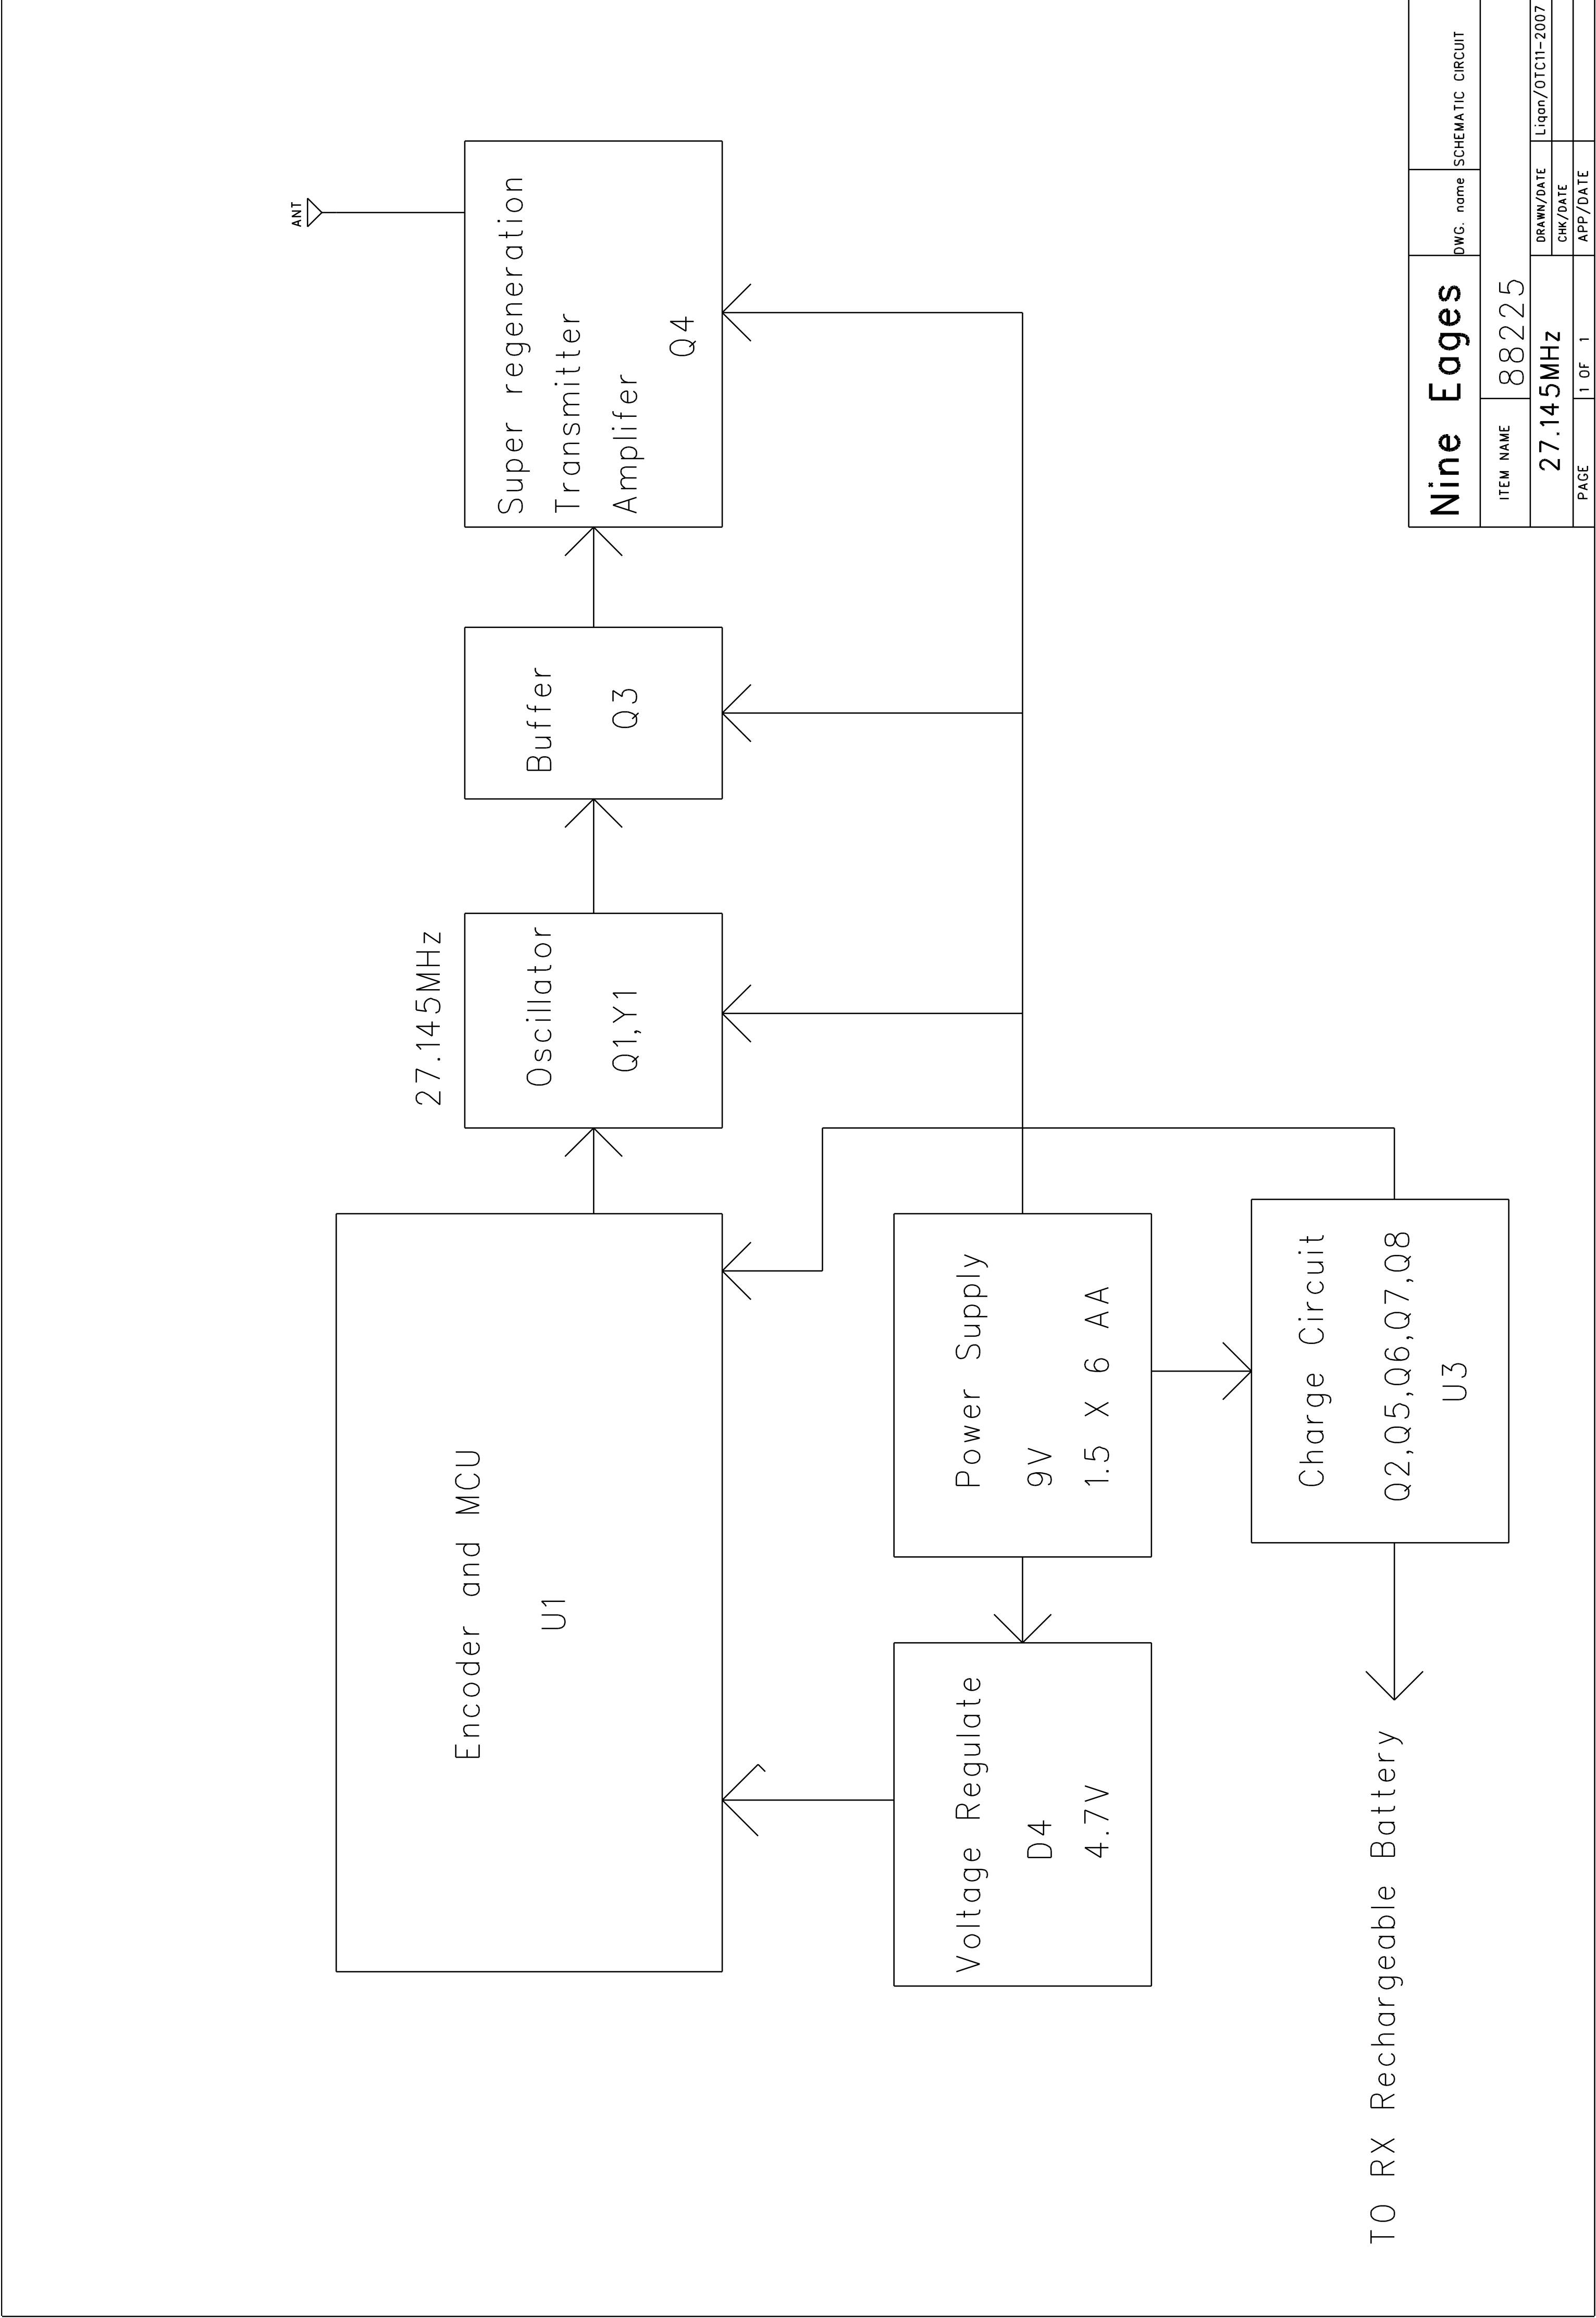 ANT
27.145MHz
Encoder and MCU
U1
Oscillator
Q1,Y1
Buffer
Q3
Super regeneration
Transmitter
Amplifer
Q4
Voltage Regulate
D4
4.7V
Power Supply
9V
1.5 X 6 AA
Charge Circuit
Q2,Q5,Q6,Q7,Q8
U3
TO RX Rechargeable Battery
Nine Eages
DWG. name SCHEMATIC CIRCUIT
ITEM NAME 88225
27.145MHz
DRAWN/DATE Liqan/OTC11-2007
CHK/DATE
PAGE 1 OF 1 APP/DATE